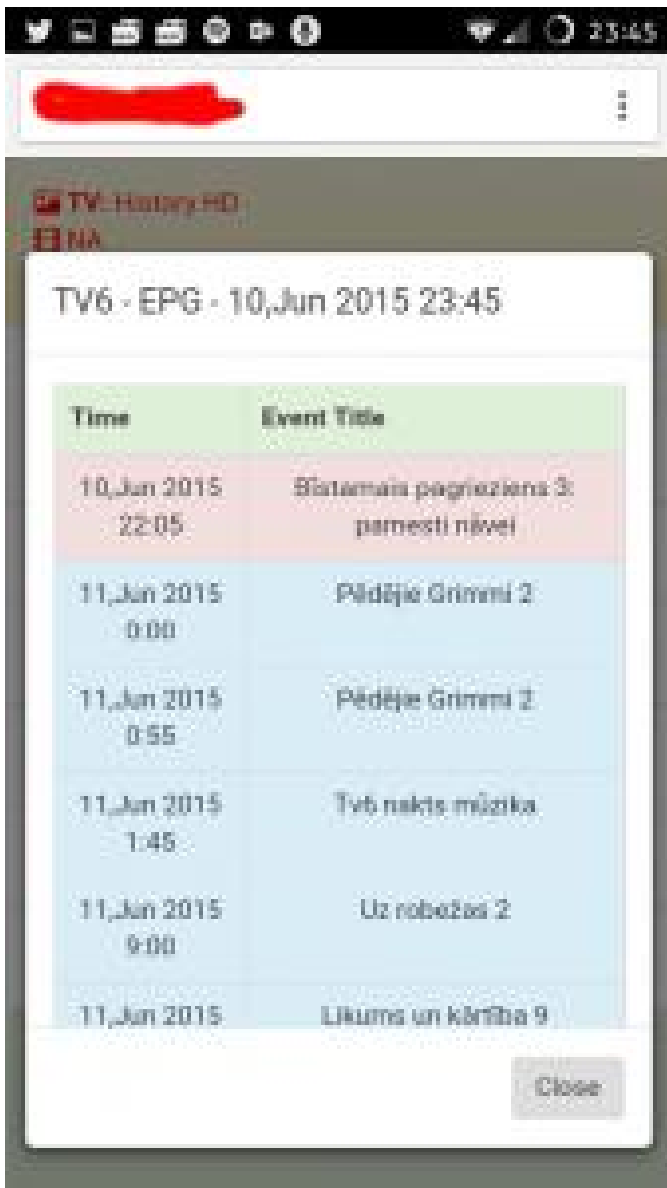 23:45
TV: History HD
NA
TV6 - EPG - 10,Jun 2015 23:45
Time Event Title
10,Jun 2015 Bīstamais pagrieziens 3:
22:05 pamesti nāvei
11,Jun 2015 Pēdējie Grimmi 2
0:00
11,Jun 2015 Pēdējie Grimmi 2
0:55
11,Jun 2015 Tv6 nakts mūzika
1:45
11,Jun 2015 Uz robežas 2
9:00
11,Jun 2015 Likums un kārtība 9
Close